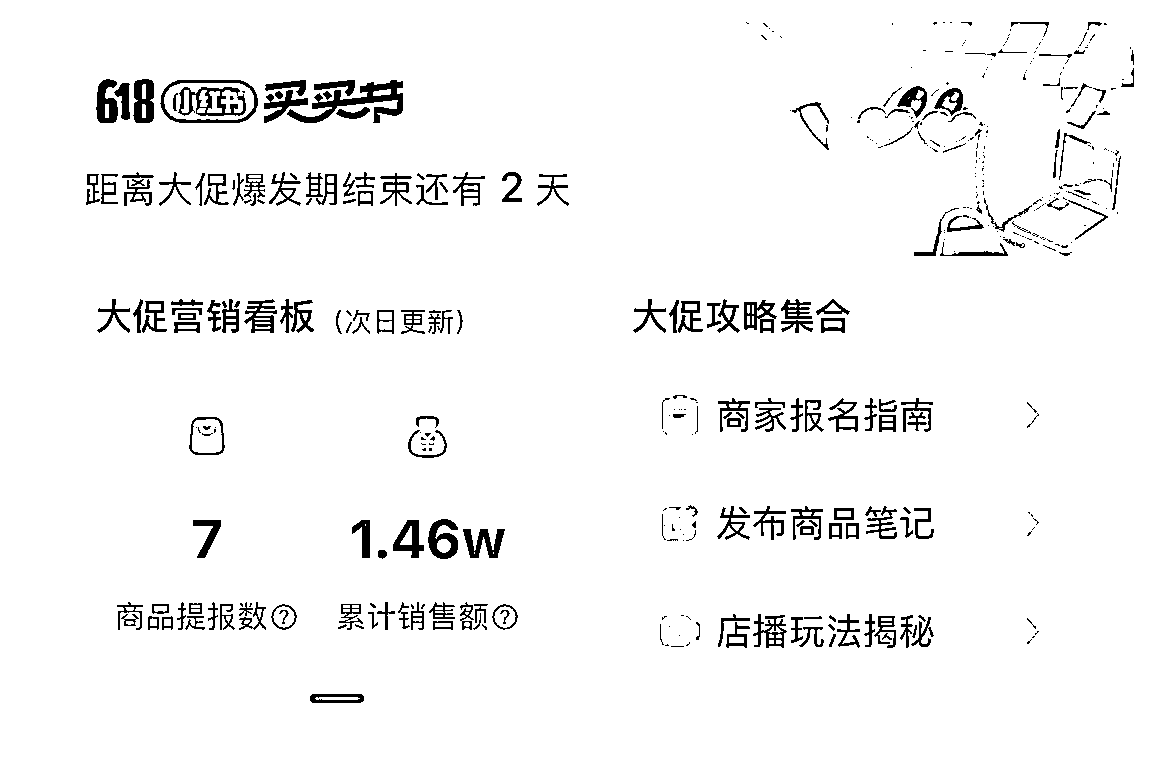 618 小红书 买买节
距离大促爆发期结束还有 2 天
大促营销看板 (次日更新)
7
商品提报数?
1.46w
累计销售额?
大促攻略集合
商家报名指南
发布商品笔记
店播玩法揭秘